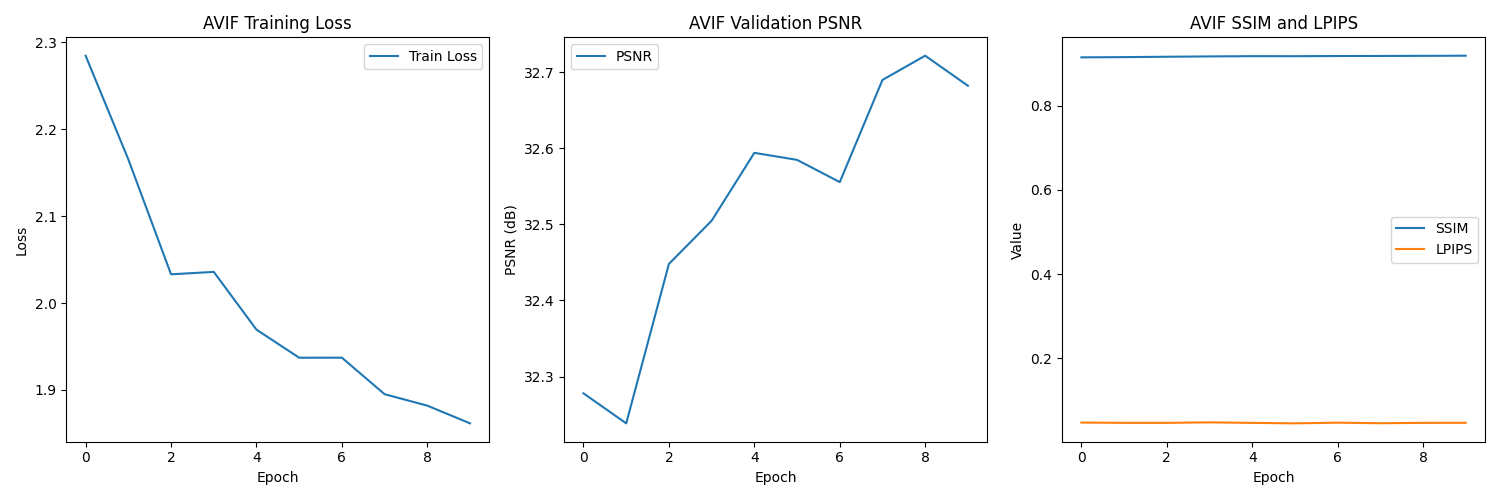 AVIF Training Loss
2.3
2.2
2.1
2.0
1.9
Loss
Train Loss
0 2 4 6 8
Epoch
AVIF Validation PSNR
32.7
32.6
32.5
32.4
32.3
PSNR (dB)
PSNR
0 2 4 6 8
Epoch
AVIF SSIM and LPIPS
0.8
0.6
0.4
0.2
Value
SSIM
LPIPS
0 2 4 6 8
Epoch